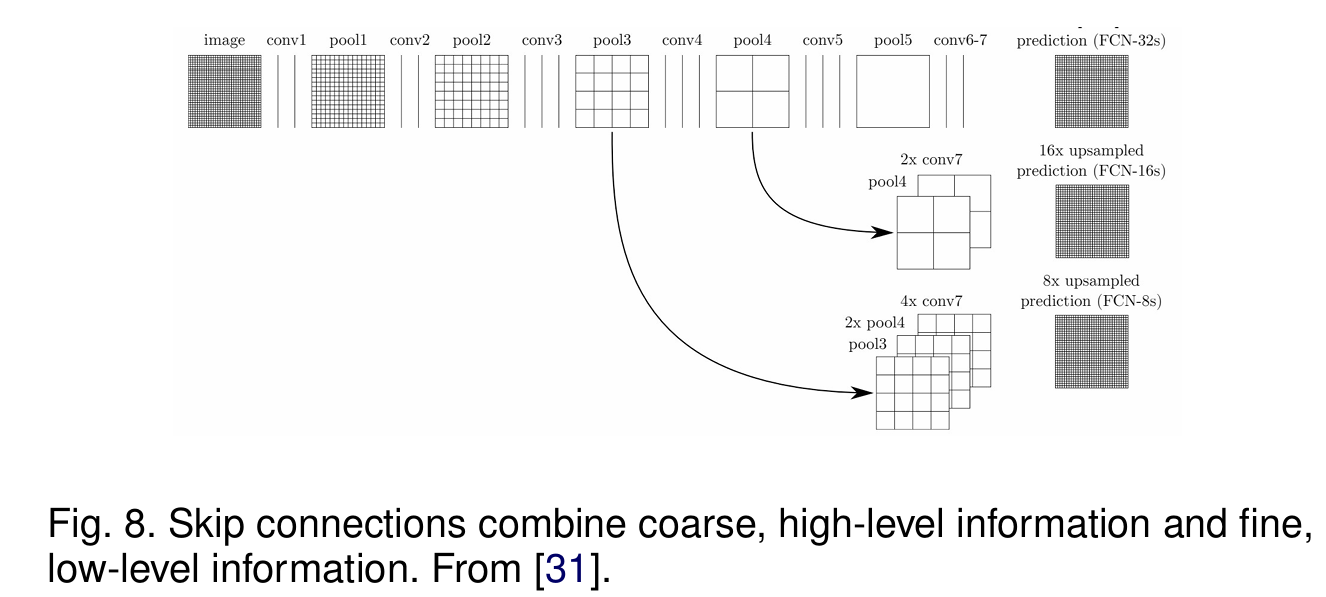 image conv1 pool1 conv2 pool2 conv3 pool3 conv4 pool4 conv5 pool5 conv6-7
prediction (FCN-32s)
2x conv7
pool4
16x upsampled
prediction (FCN-16s)
4x conv7
2x pool4
pool3
8x upsampled
prediction (FCN-8s)
Fig. 8. Skip connections combine coarse, high-level information and fine,
low-level information. From [31].